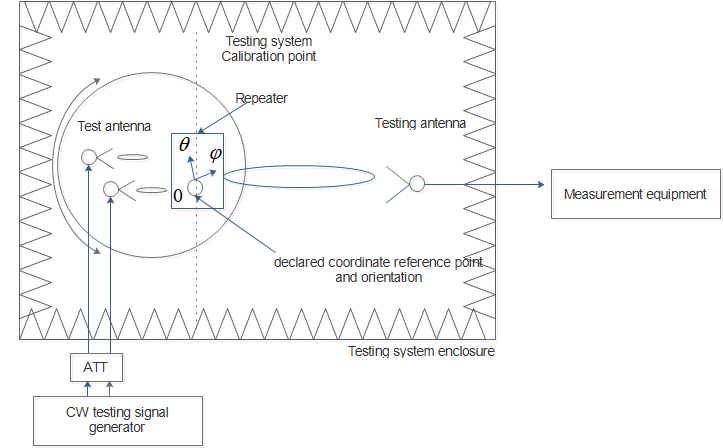 Testing system
Calibration point
Repeater
Test antenna
Testing antenna
θ
φ
0
Measurement equipment
declared coordinate reference point
and orientation
Testing system enclosure
ATT
CW testing signal
generator